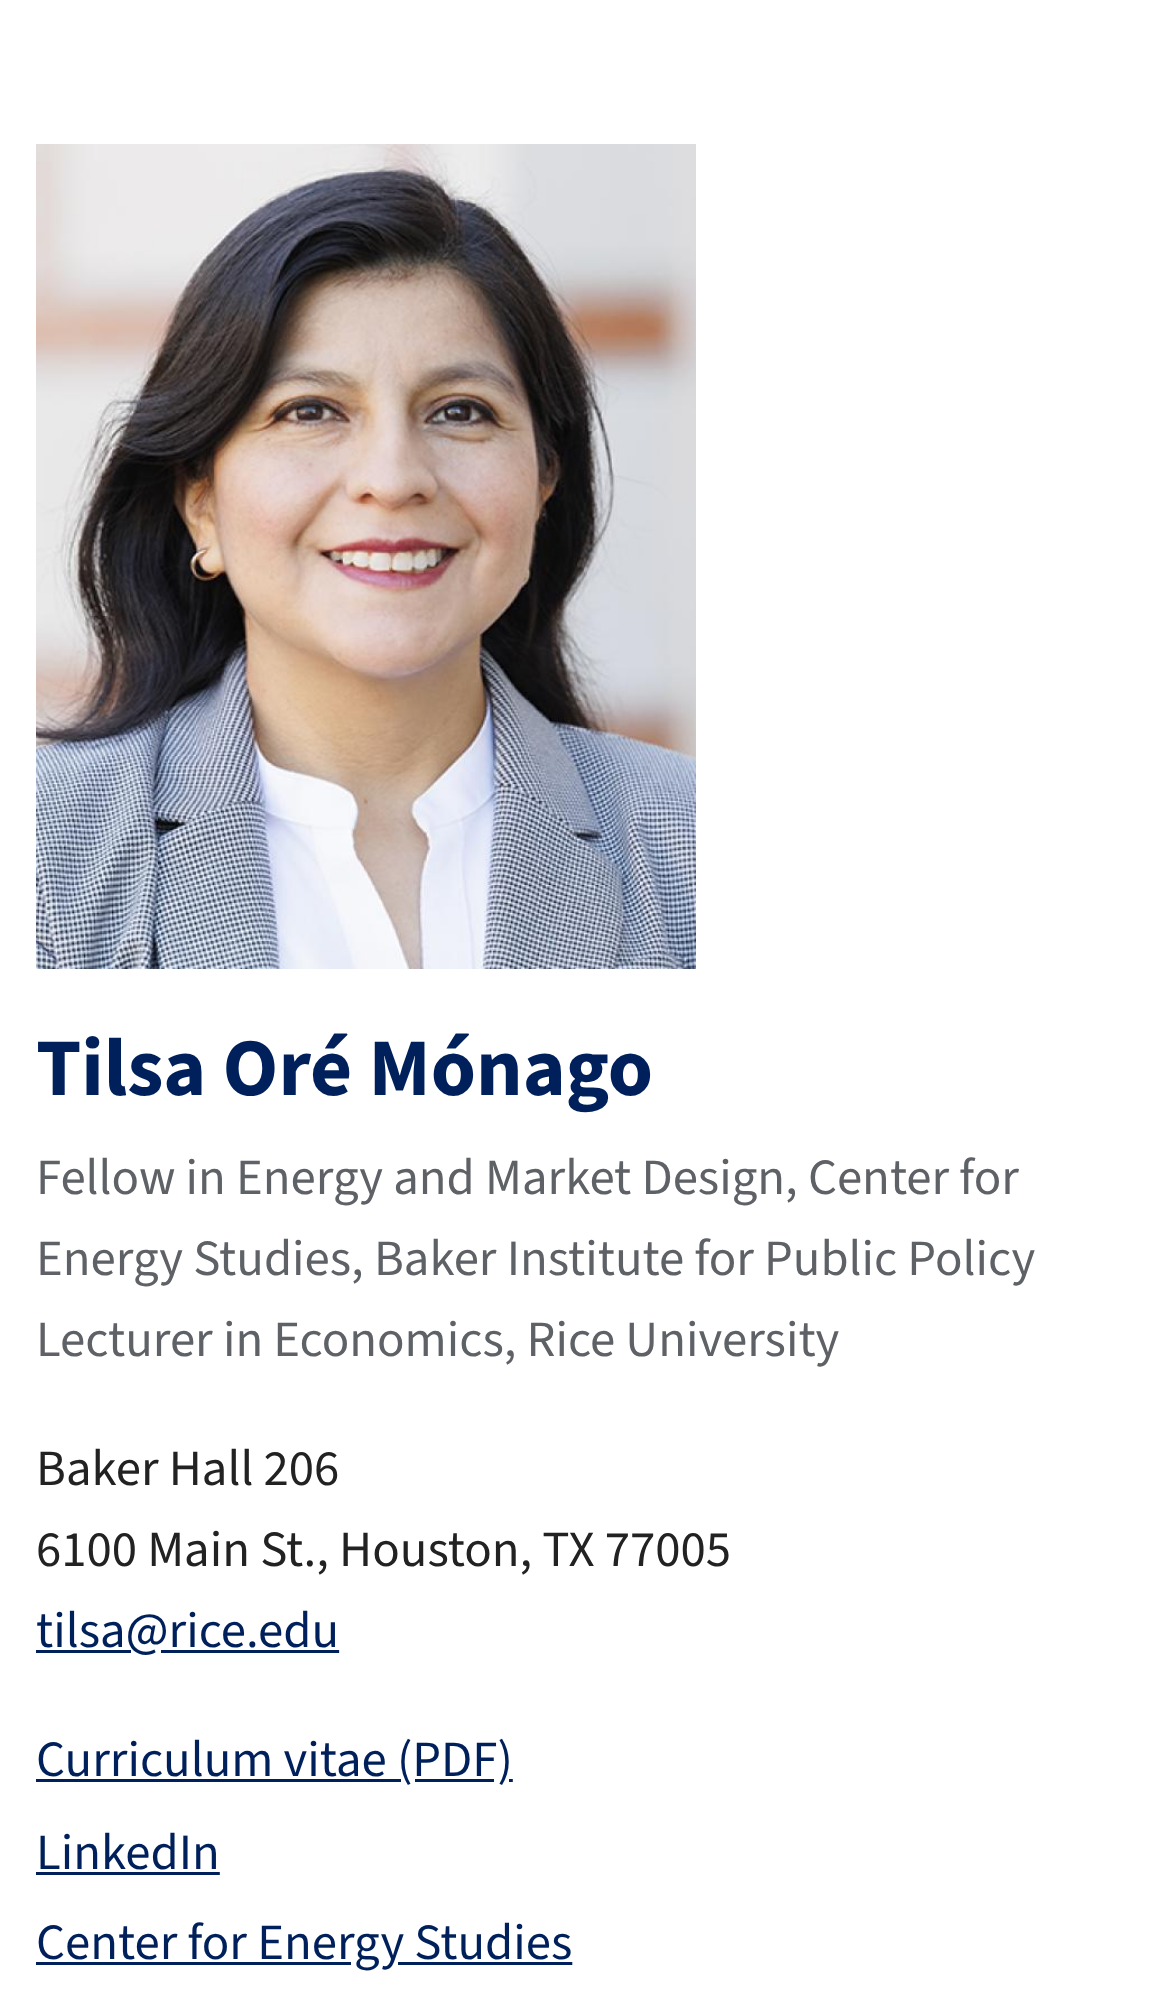 Tilsa Oré Mónago
Fellow in Energy and Market Design, Center for
Energy Studies, Baker Institute for Public Policy
Lecturer in Economics, Rice University
Baker Hall 206
6100 Main St., Houston, TX 77005
tilsa@rice.edu
Curriculum vitae (PDF)
LinkedIn
Center for Energy Studies